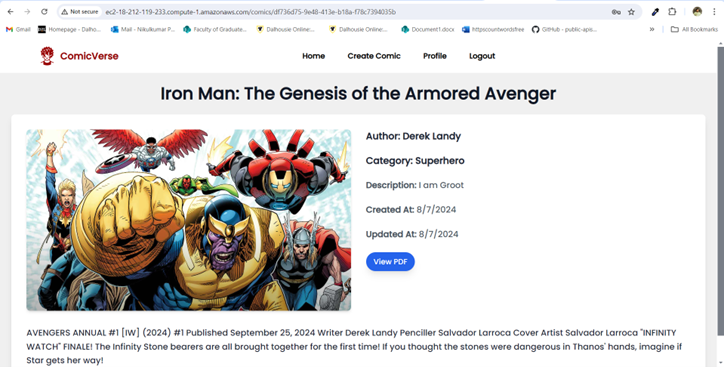 Not secure ec2-18-212-119-233.compute-1.amazonaws.com/comics/df736d75-9e48-413e-b18a-f78c7394035b
Gmail Homepage - Dalho... Mail - Nikulkumar P... Faculty of Graduate... Dalhousie Online:... Dalhousie Online:... Document1.docx httpscountwordsfree GitHub - public-apis... » All Bookmarks
ComicVerse Home Create Comic Profile Logout
Iron Man: The Genesis of the Armored Avenger
Author: Derek Landy
Category: Superhero
Description: I am Groot
Created At: 8/7/2024
Updated At: 8/7/2024
View PDF
AVENGERS ANNUAL #1 [IW] (2024) #1 Published September 25, 2024 Writer Derek Landy Penciller Salvador Larroca Cover Artist Salvador Larroca "INFINITY
WATCH" FINALE! The Infinity Stone bearers are all brought together for the first time! If you thought the stones were dangerous in Thanos' hands, imagine if
Star gets her way!